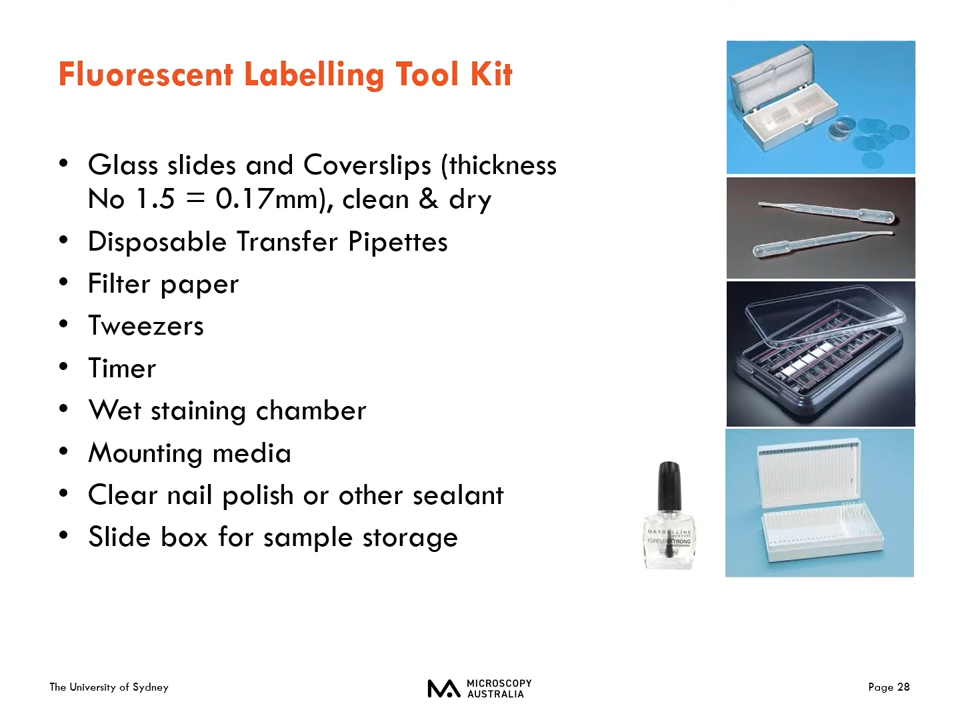 Fluorescent Labelling Tool Kit
• Glass slides and Coverslips (thickness
No 1.5 = 0.17mm), clean & dry
• Disposable Transfer Pipettes
• Filter paper
• Tweezers
• Timer
• Wet staining chamber
• Mounting media
• Clear nail polish or other sealant
• Slide box for sample storage
MAYBELLINE
STRONG
The University of Sydney
MICROSCOPY
AUSTRALIA
Page 28